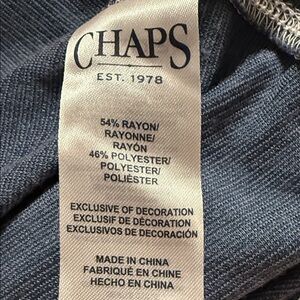 CHAPS
EST. 1978
54% RAYON/
RAYONNE/
RAYÓN
46% POLYESTER/
POLYESTER/
POLIÉSTER
EXCLUSIVE OF DECORATION
EXCLUSIF DE DÉCORATION
EXCLUSIVOS DE DECORACIÓN
MADE IN CHINA
FABRIQUÉ EN CHINE
HECHO EN CHINA